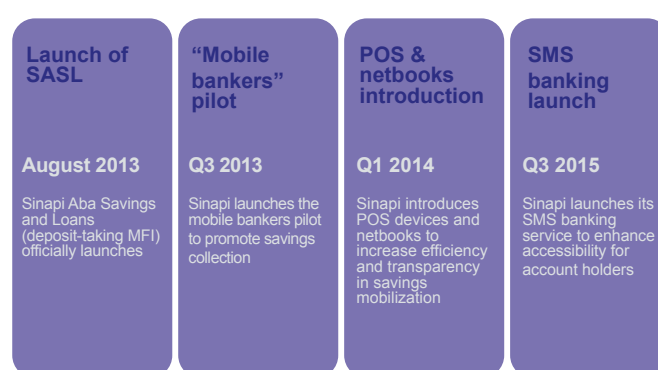 Launch of
SASL
August 2013
Sinapi Aba Savings
and Loans
(deposit-taking MFI)
officially launches
“Mobile
bankers”
pilot
Q3 2013
Sinapi launches the
mobile bankers pilot
to promote savings
collection
POS &
netbooks
introduction
Q1 2014
Sinapi introduces
POS devices and
netbooks to
increase efficiency
and transparency
in savings
mobilization
SMS
banking
launch
Q3 2015
Sinapi launches its
SMS banking
service to enhance
accessibility for
account holders